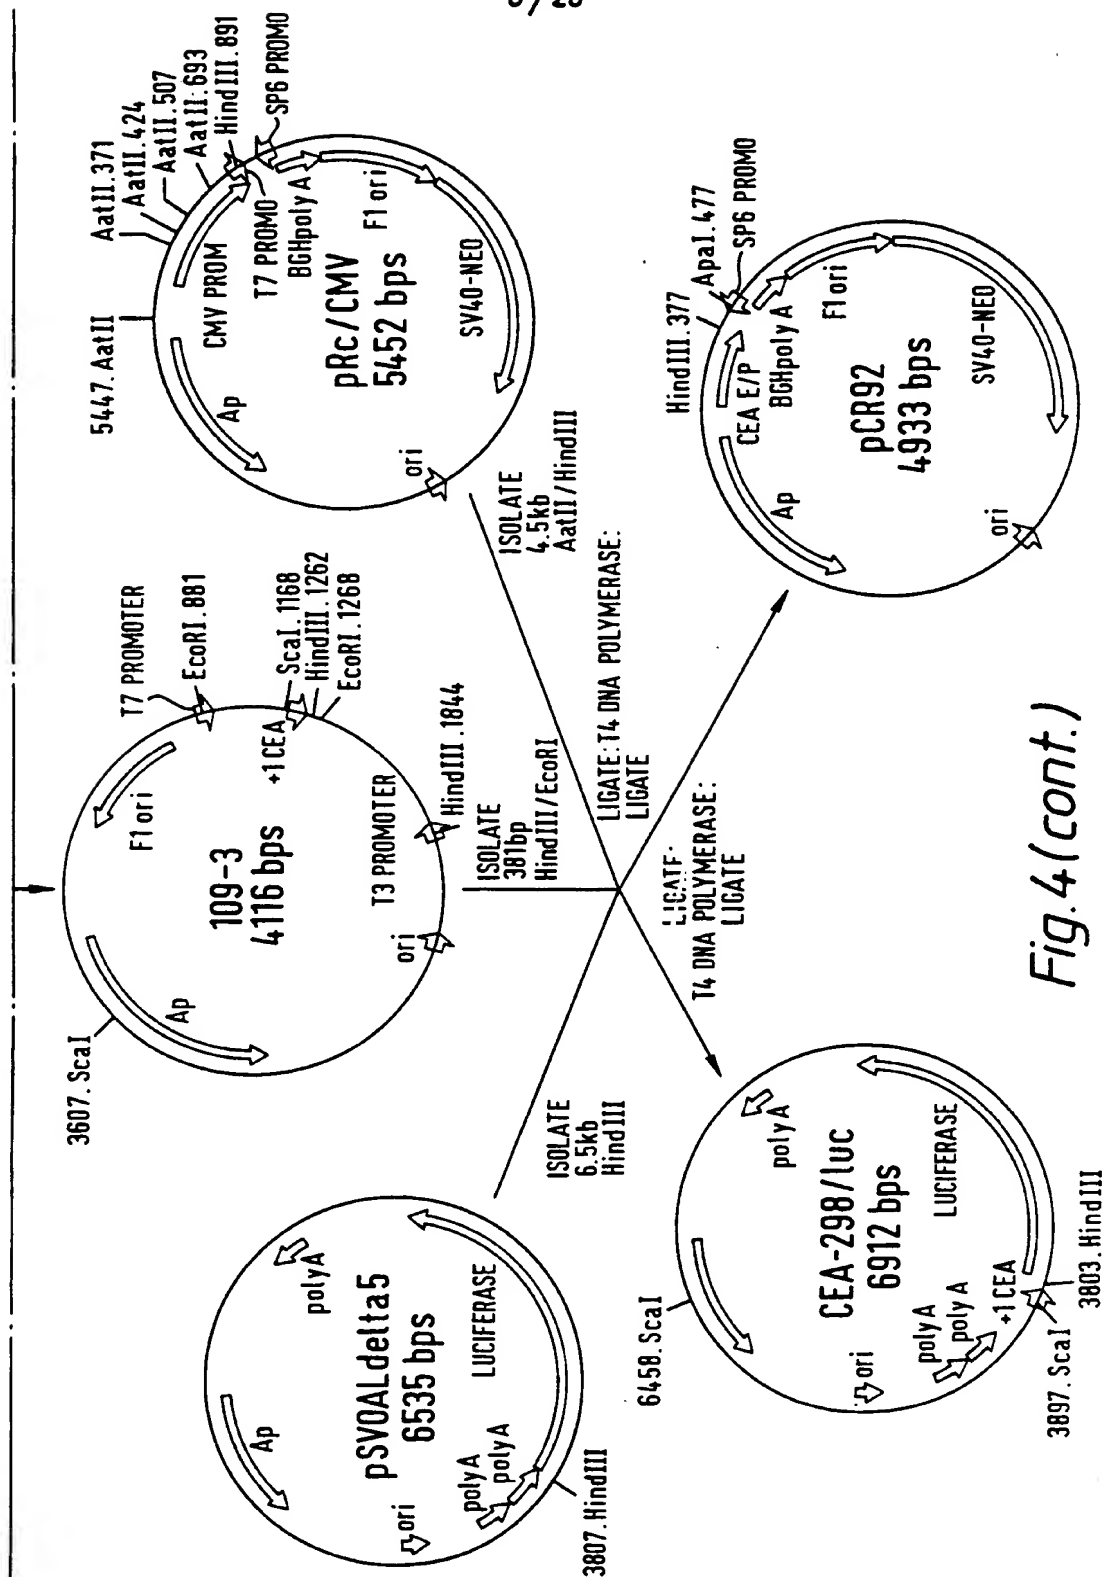 3607. ScaI
Ap
F1 ori
T7 PROMOTER
EcoRI. 881
109-3
4116 bps
+1 CEA
ScaI. 1168
HindIII. 1262
EcoRI. 1268
T3 PROMOTER
HindIII. 1844
ori
5447. AatII
AatII. 371
AatII. 424
AatII. 507
AatII. 693
HindIII. 891
SP6 PROMO
CMV PROM
T7 PROMO
BGHpoly A
F1 ori
Ap
pRc/CMV
5452 bps
SV40-NEO
ori
pSV0ALdelta5
6535 bps
Ap
polyA
LUCIFERASE
ori
polyA
polyA
3807. HindIII
ISOLATE
6.5kb
HindIII
ISOLATE
381bp
HindIII/EcoRI
ISOLATE
4.5kb
AatII/HindIII
LIGATE:
T4 DNA POLYMERASE:
LIGATE
LIGATE: T4 DNA POLYMERASE:
LIGATE
6458. ScaI
polyA
CEA-298/luc
6912 bps
LUCIFERASE
ori
polyA
poly A
+1 CEA
3897. ScaI
3803. HindIII
HindIII. 377
ApaI. 477
SP6 PROMO
CEA E/P
BGHpoly A
F1 ori
Ap
pCR92
4933 bps
SV40-NEO
ori
Fig. 4 (cont.)